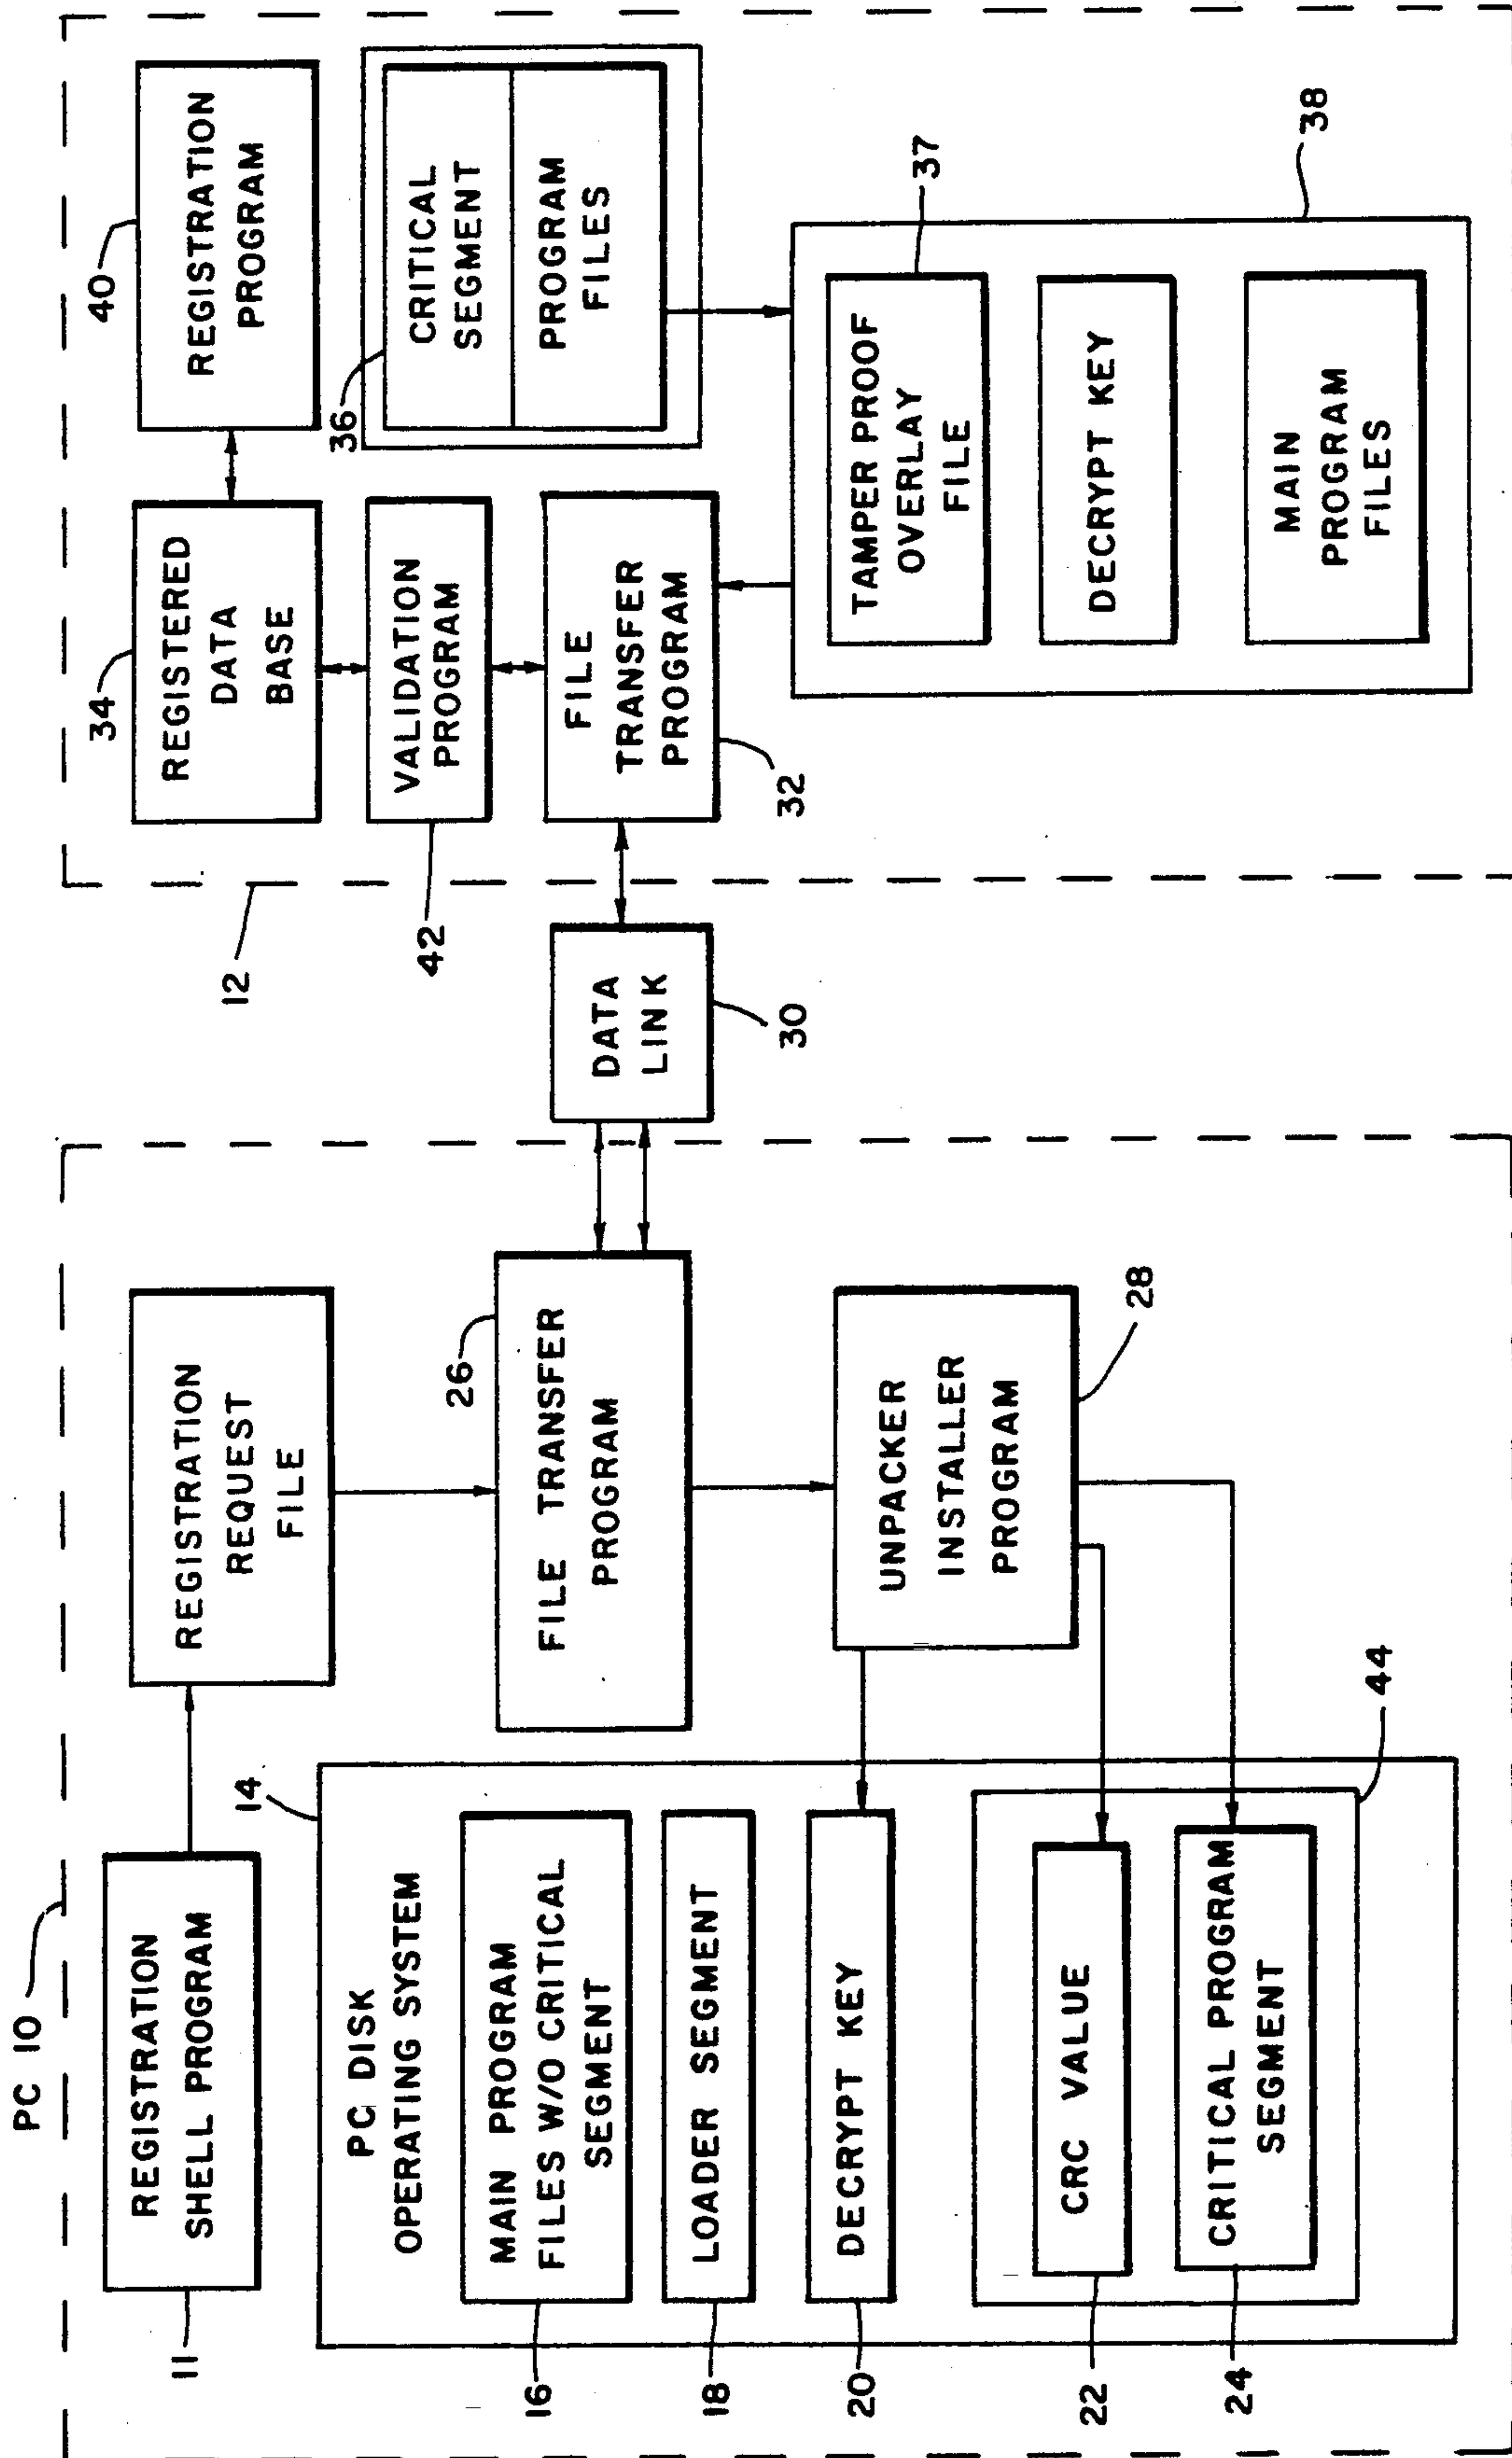 PC 10
REGISTRATION
SHELL PROGRAM
11
REGISTRATION
REQUEST
FILE
14
PC DISK
OPERATING SYSTEM
MAIN PROGRAM
FILES W/O CRITICAL
SEGMENT
16
LOADER SEGMENT
18
DECRYPT KEY
20
CRC VALUE
22
CRITICAL PROGRAM
SEGMENT
24
44
26
FILE TRANSFER
PROGRAM
UNPACKER
INSTALLER
PROGRAM
28
DATA
LINK
30
12
34
REGISTERED
DATA
BASE
40
REGISTRATION
PROGRAM
VALIDATION
PROGRAM
42
FILE
TRANSFER
PROGRAM
32
36
CRITICAL
SEGMENT
PROGRAM
FILES
TAMPER PROOF
OVERLAY
FILE
37
DECRYPT KEY
MAIN
PROGRAM
FILES
38